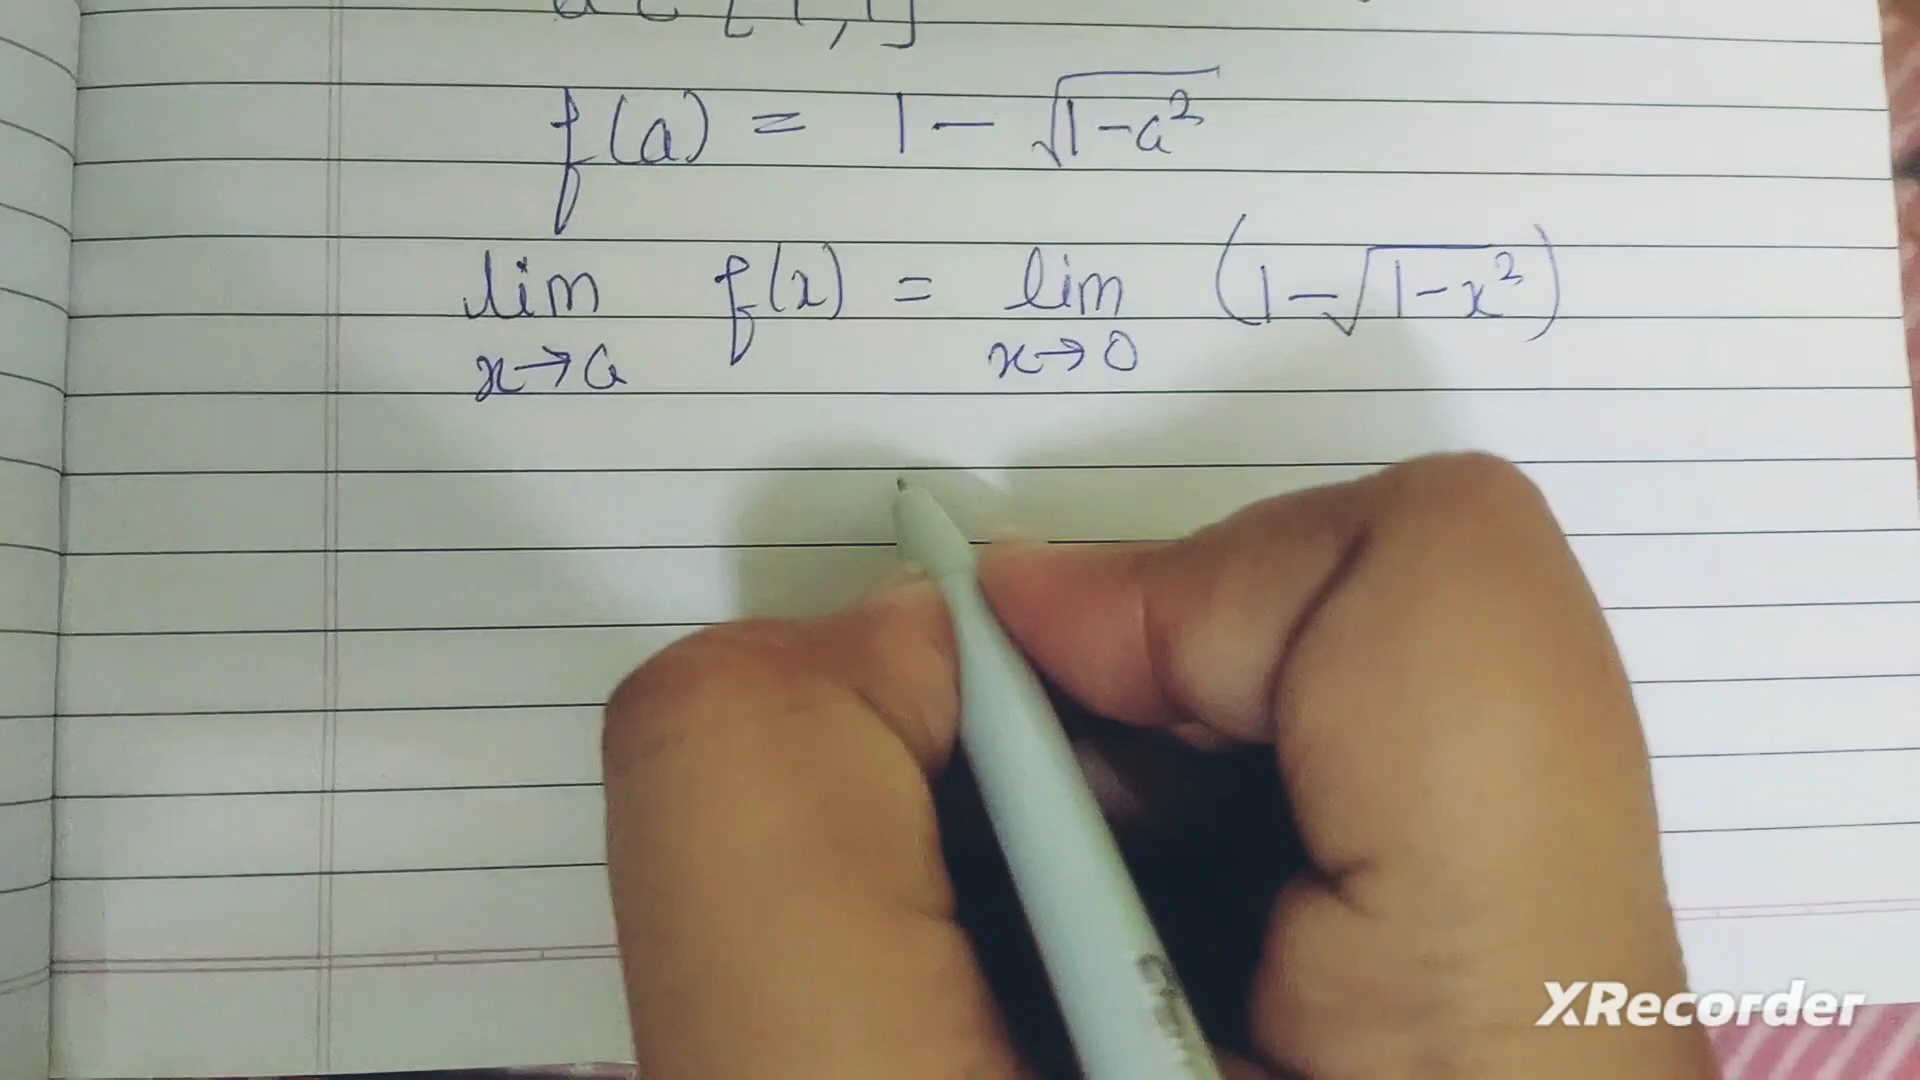 f(a) = 1 - √1-a²
lim f(x) = lim (1-√1-x²)
x→a x→0
XRecorder